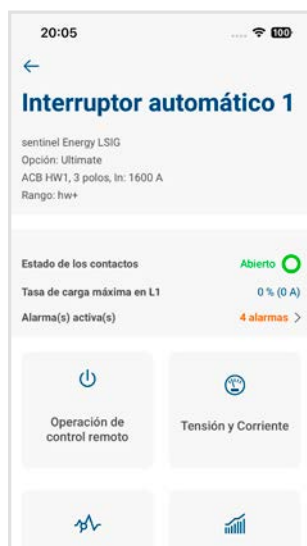 20:05
100
Interruptor automático 1
sentinel Energy LSIG
Opción: Ultimate
ACB HW1, 3 polos, In: 1600 A
Rango: hw+
Estado de los contactos Abierto
Tasa de carga máxima en L1 0 % (0 A)
Alarma(s) activa(s) 4 alarmas >
Operación de
control remoto
Tensión y Corriente